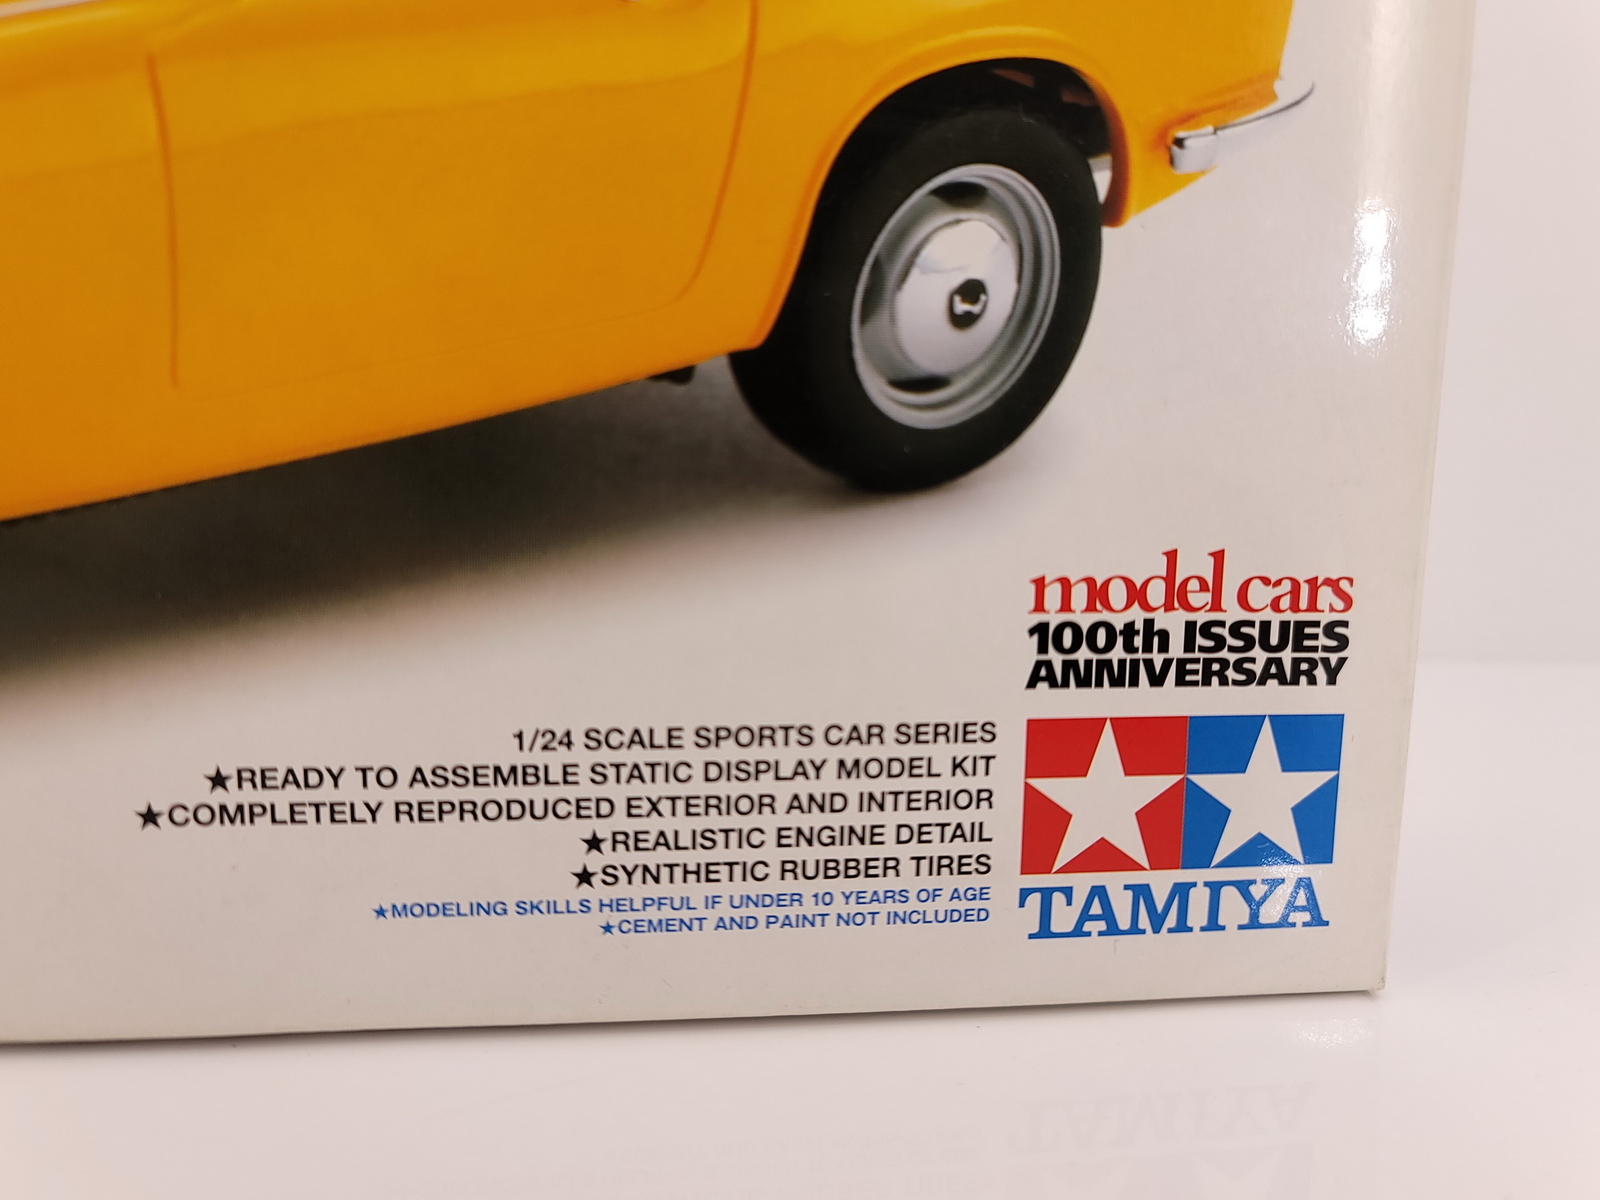 model cars
100th ISSUES
ANNIVERSARY
1/24 SCALE SPORTS CAR SERIES
★READY TO ASSEMBLE STATIC DISPLAY MODEL KIT
★COMPLETELY REPRODUCED EXTERIOR AND INTERIOR
★REALISTIC ENGINE DETAIL
★SYNTHETIC RUBBER TIRES
★MODELING SKILLS HELPFUL IF UNDER 10 YEARS OF AGE
★CEMENT AND PAINT NOT INCLUDED
TAMIYA